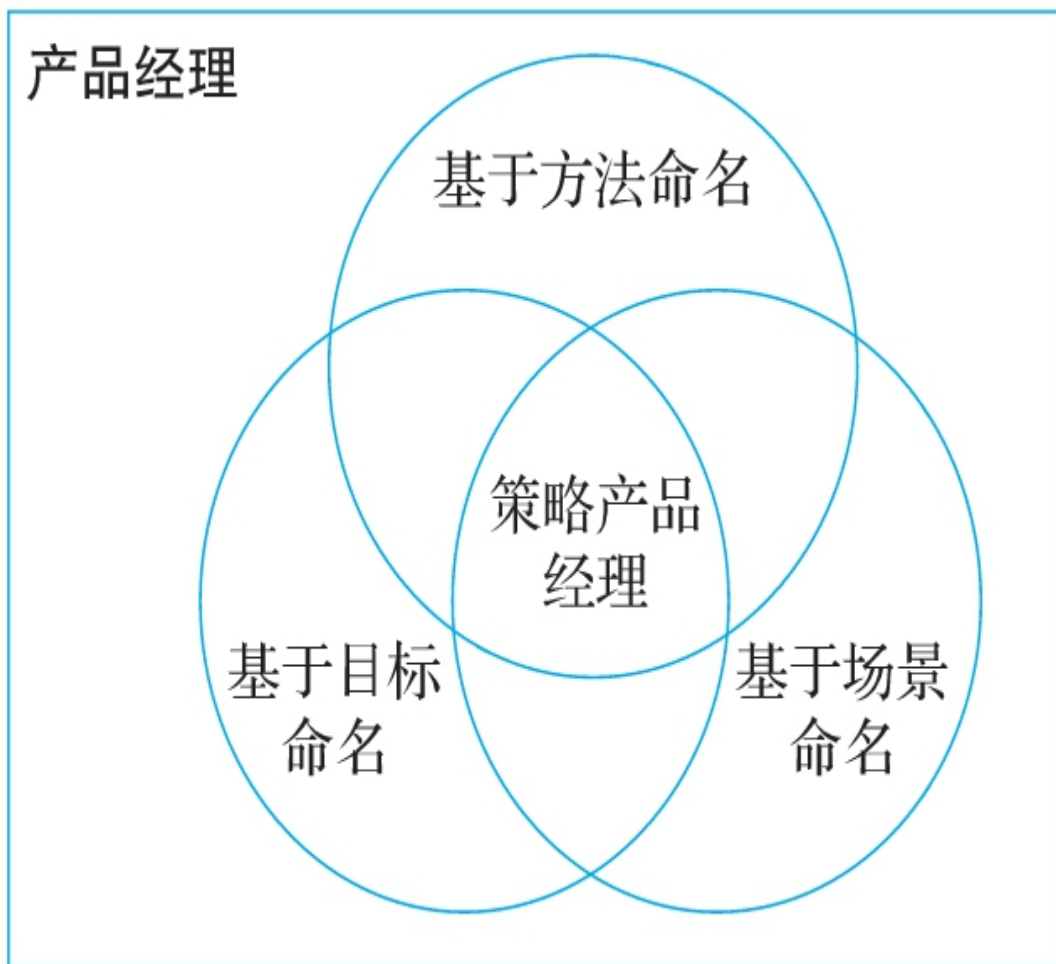 产品经理
基于方法命名
策略产品
经理
基于目标
命名
基于场景
命名